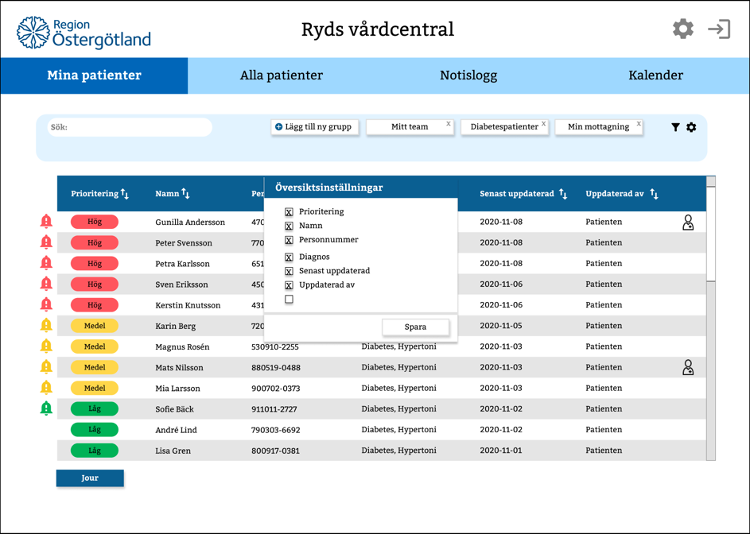 Region
Östergötland
Ryds vårdcentral
Mina patienter
Alla patienter
Notislogg
Kalender
Sök:
Lägg till ny grupp
Mitt team x
Diabetespatienter x
Min mottagning x
Prioritering Namn Per Senast uppdaterad Uppdaterad av
Översiktsinställningar
x Prioritering
x Namn
x Personnummer
x Diagnos
x Senast uppdaterad
x Uppdaterad av
Spara
Hög Gunilla Andersson 470 2020-11-08 Patienten
Hög Peter Svensson 770 2020-11-08 Patienten
Hög Petra Karlsson 651 2020-11-08 Patienten
Hög Sven Eriksson 450 2020-11-06 Patienten
Hög Kerstin Knutsson 431 2020-11-06 Patienten
Medel Karin Berg 720 2020-11-05 Patienten
Medel Magnus Rosén 530910-2255 Diabetes, Hypertoni 2020-11-03 Patienten
Medel Mats Nilsson 880519-0488 Diabetes, Hypertoni 2020-11-03 Patienten
Medel Mia Larsson 900702-0373 Diabetes, Hypertoni 2020-11-03 Patienten
Låg Sofie Bäck 911011-2727 Diabetes, Hypertoni 2020-11-02 Patienten
Låg André Lind 790303-6692 Diabetes, Hypertoni 2020-11-02 Patienten
Låg Lisa Gren 800917-0381 Diabetes, Hypertoni 2020-11-01 Patienten
Jour